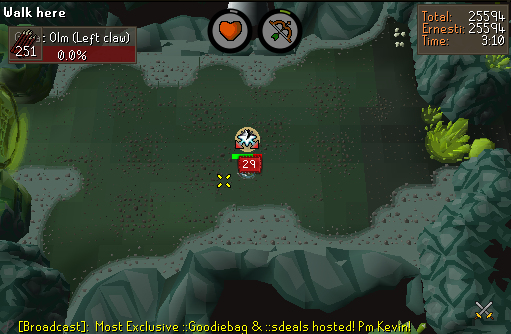 Walk here
: Olm (Left claw)
251
0.0%
Total: 25594
Ernestr: 25594
Time: 3:10
29
[Broadcast]: Most Exclusive ::Goodiebag & ::sdeals hosted! Pm Kevin!